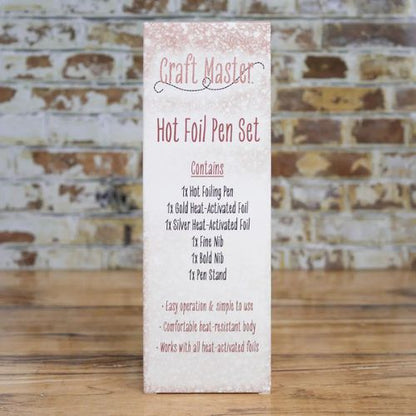 Craft Master
Hot Foil Pen Set
Contains
1x Hot Foiling Pen
1x Gold Heat-Activated Foil
1x Silver Heat-Activated Foil
1x Fine Nib
1x Bold Nib
1x Pen Stand
· Easy operation & simple to use
· Comfortable heat-resistant body
· Works with all heat-activated foils